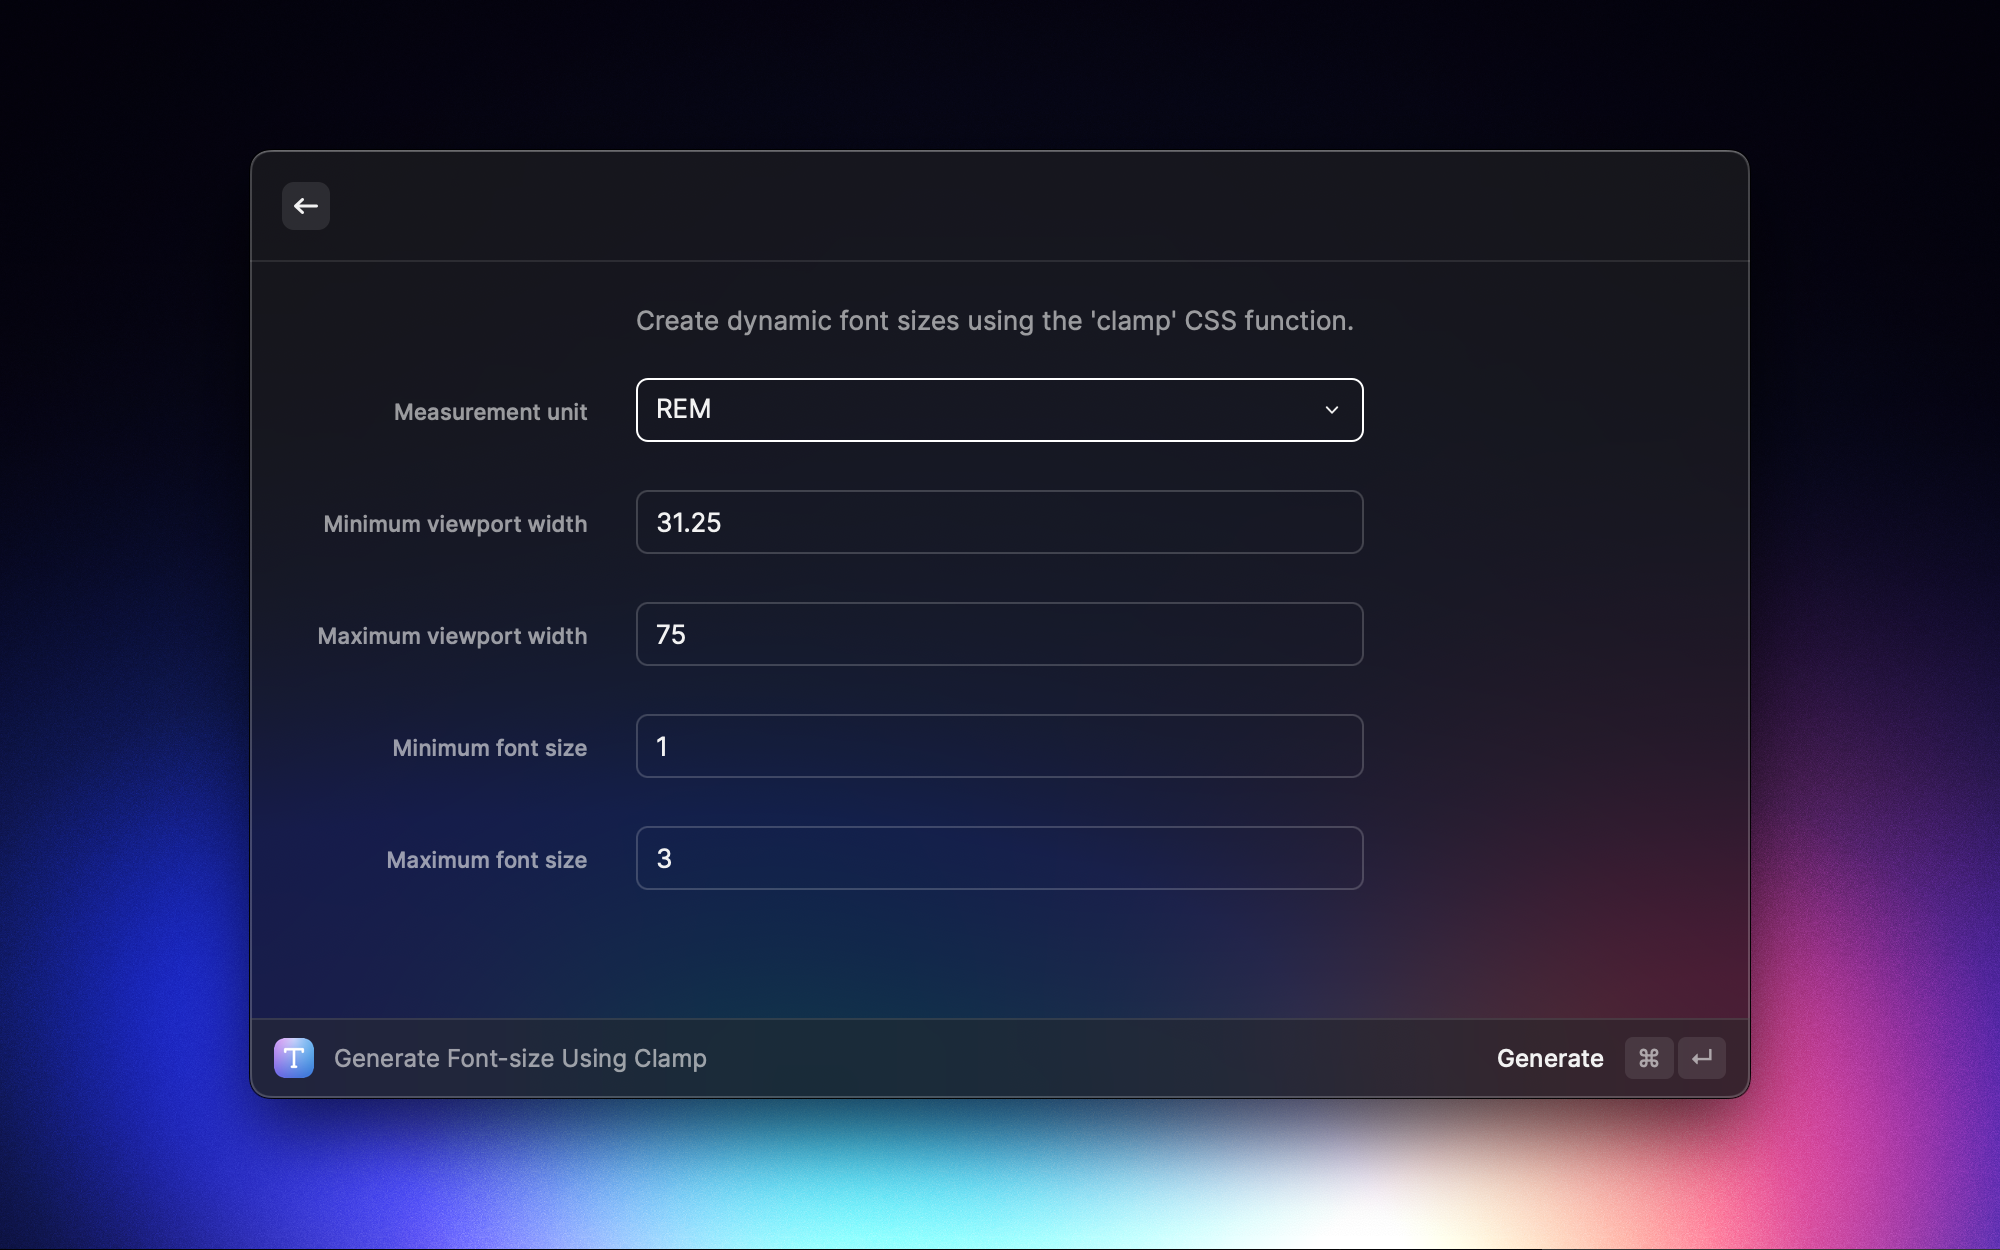 Create dynamic font sizes using the 'clamp' CSS function.
Measurement unit
REM
Minimum viewport width
31.25
Maximum viewport width
75
Minimum font size
1
Maximum font size
3
T
Generate Font-size Using Clamp
Generate ⌘ ↵